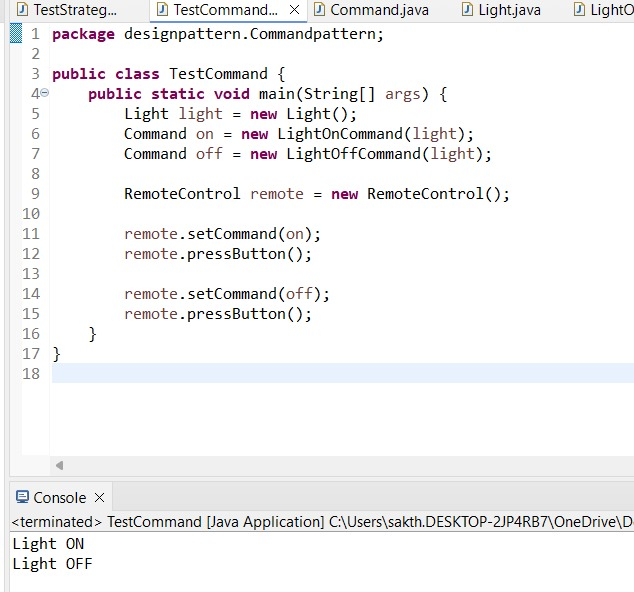 TestStrateg... TestCommand... Command.java Light.java LightO
1 package designpattern.Commandpattern;
2
3 public class TestCommand {
4 public static void main(String[] args) {
5 Light light = new Light();
6 Command on = new LightOnCommand(light);
7 Command off = new LightOffCommand(light);
8
9 RemoteControl remote = new RemoteControl();
10
11 remote.setCommand(on);
12 remote.pressButton();
13
14 remote.setCommand(off);
15 remote.pressButton();
16 }
17 }
18
Console
<terminated> TestCommand [Java Application] C:\Users\sakth.DESKTOP-2JP4RB7\OneDrive\D
Light ON
Light OFF